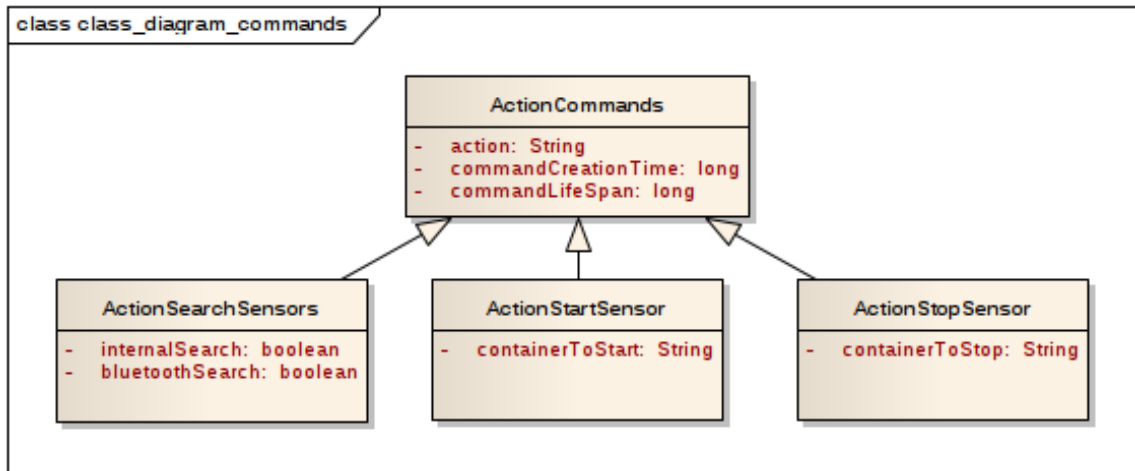 class class_diagram_commands
ActionCommands
- action: String
- commandCreationTime: long
- commandLifeSpan: long
ActionSearchSensors
- internalSearch: boolean
- bluetoothSearch: boolean
ActionStartSensor
- containerToStart: String
ActionStopSensor
- containerToStop: String